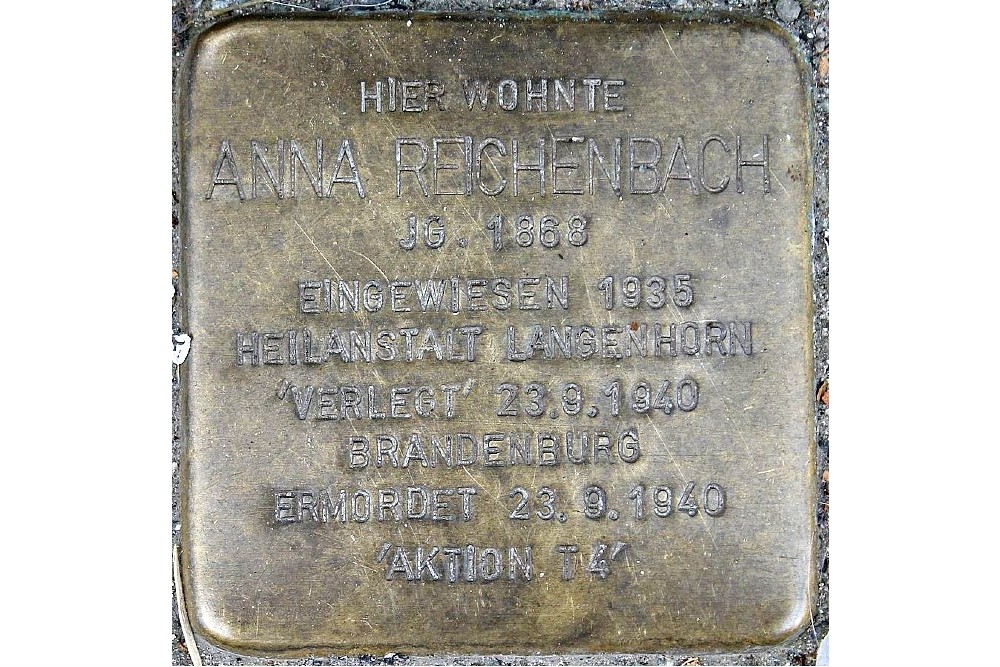 HIER WOHNTE
ANNA REICHENBACH
JG. 1868
EINGEWIESEN 1935
HEILANSTALT LANGENHORN
'VERLEGT' 23.9.1940
BRANDENBURG
ERMORDET 23.9.1940
'AKTION T4'